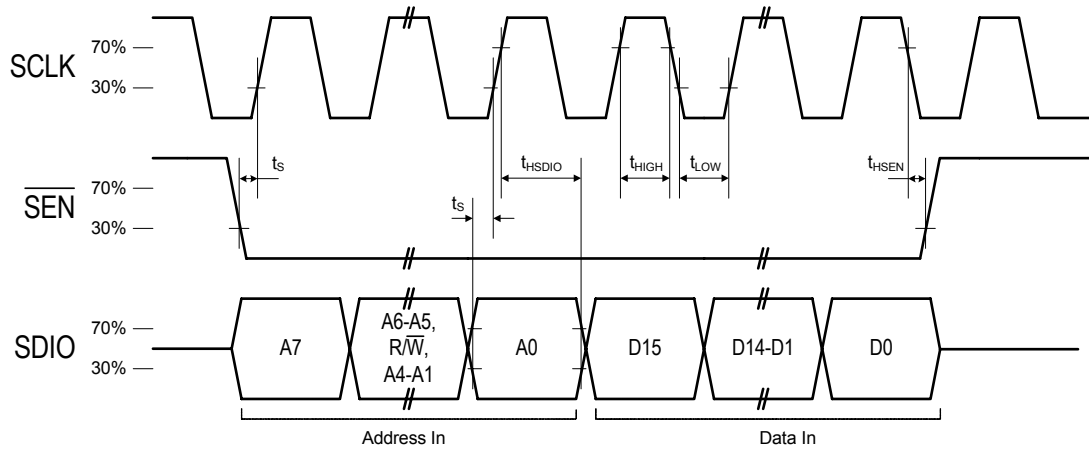 SCLK
70%
30%
tS
tHSDIO
tHIGH
tLOW
tHSEN
SEN
70%
30%
tS
SDIO
70%
30%
A7
A6-A5,
R/W,
A4-A1
A0
D15
D14-D1
D0
Address In
Data In